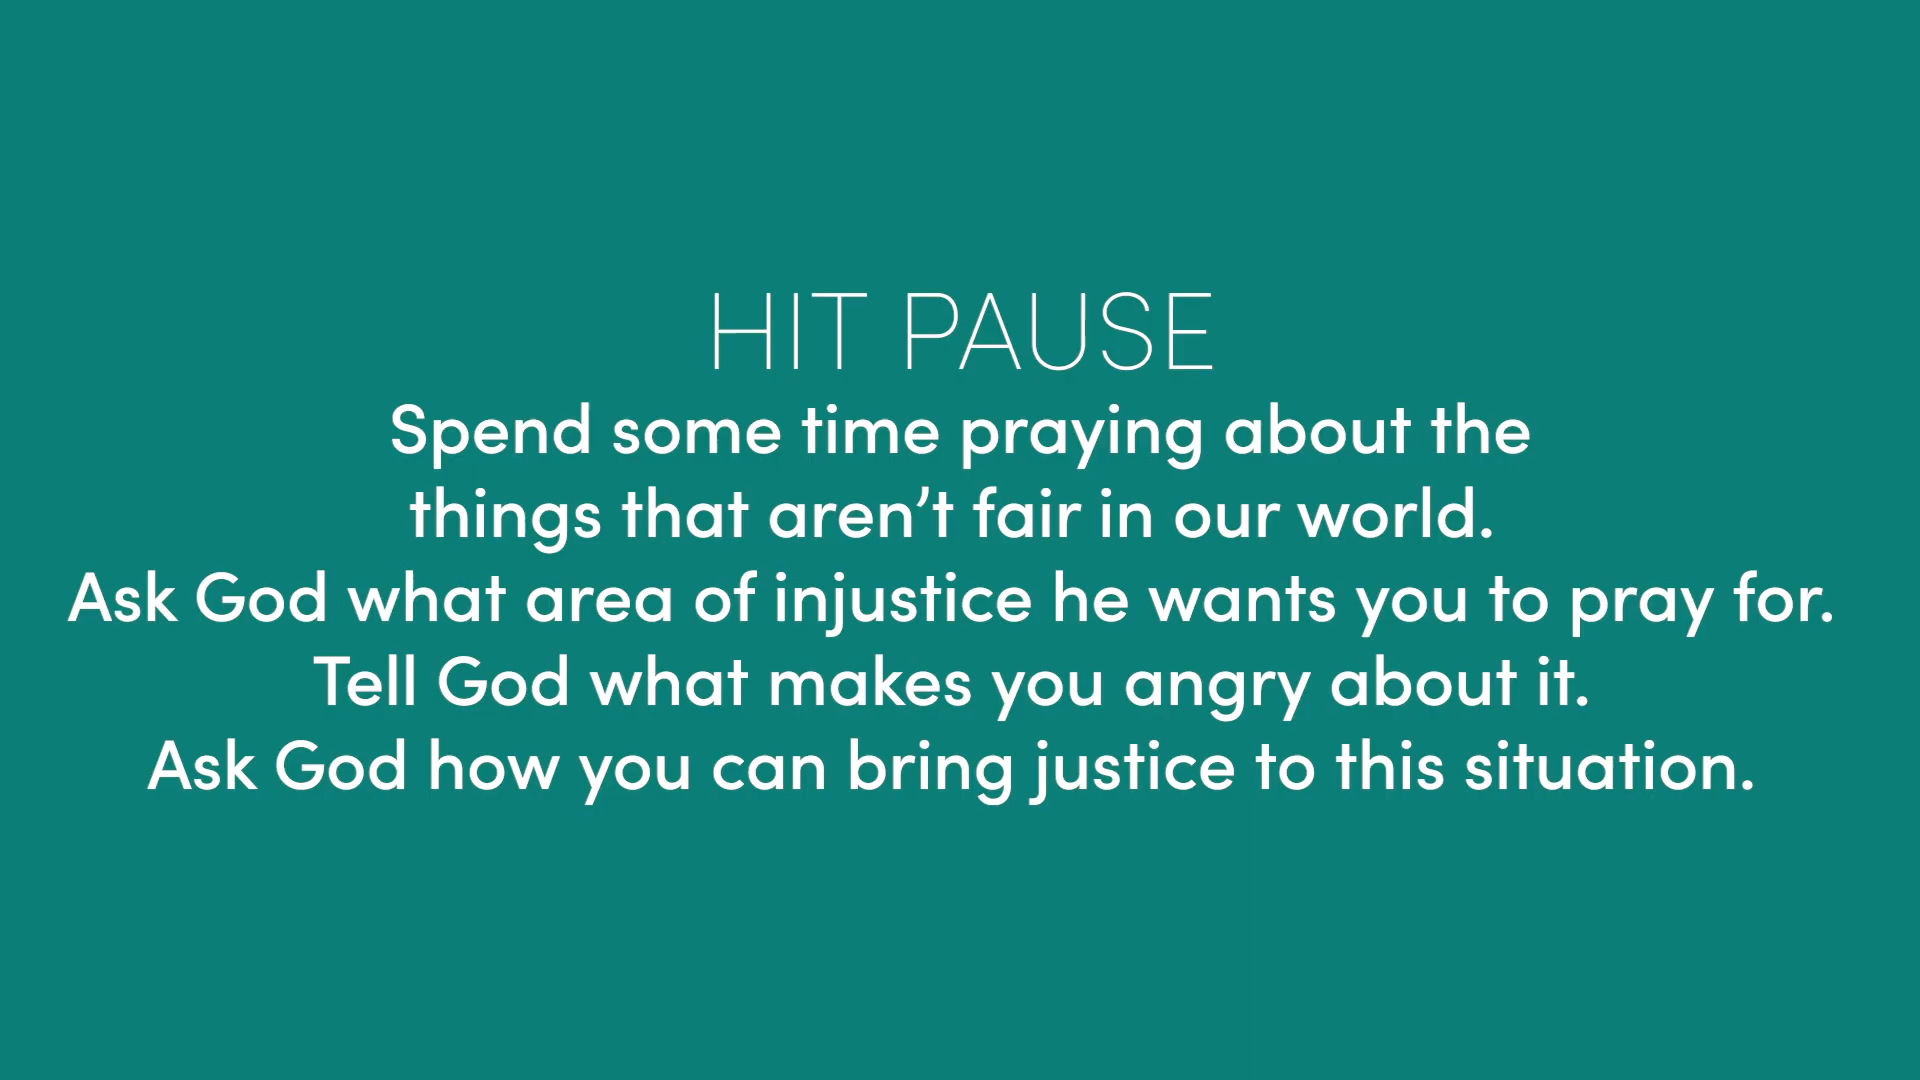 HIT PAUSE
Spend some time praying about the
things that aren’t fair in our world.
Ask God what area of injustice he wants you to pray for.
Tell God what makes you angry about it.
Ask God how you can bring justice to this situation.